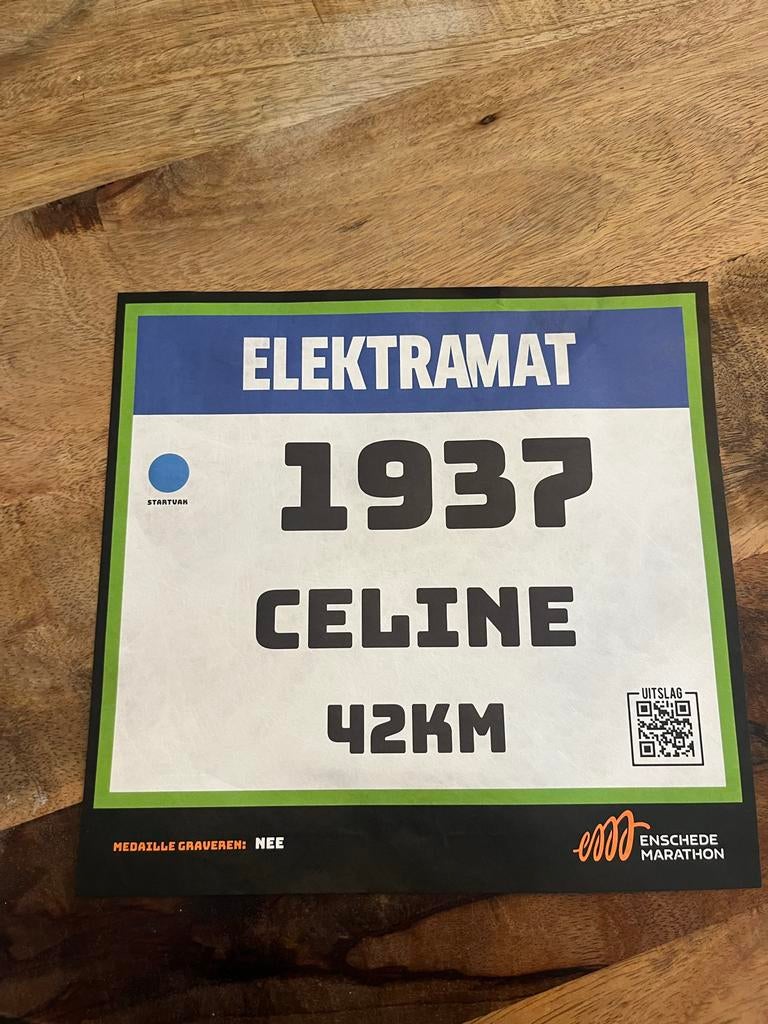 ELEKTRAMAT
1937
STARTVAK
CELINE
42KM
UITSLAG
MEDAILLE GRAVEREN: NEE
ENSCHEDE
MARATHON